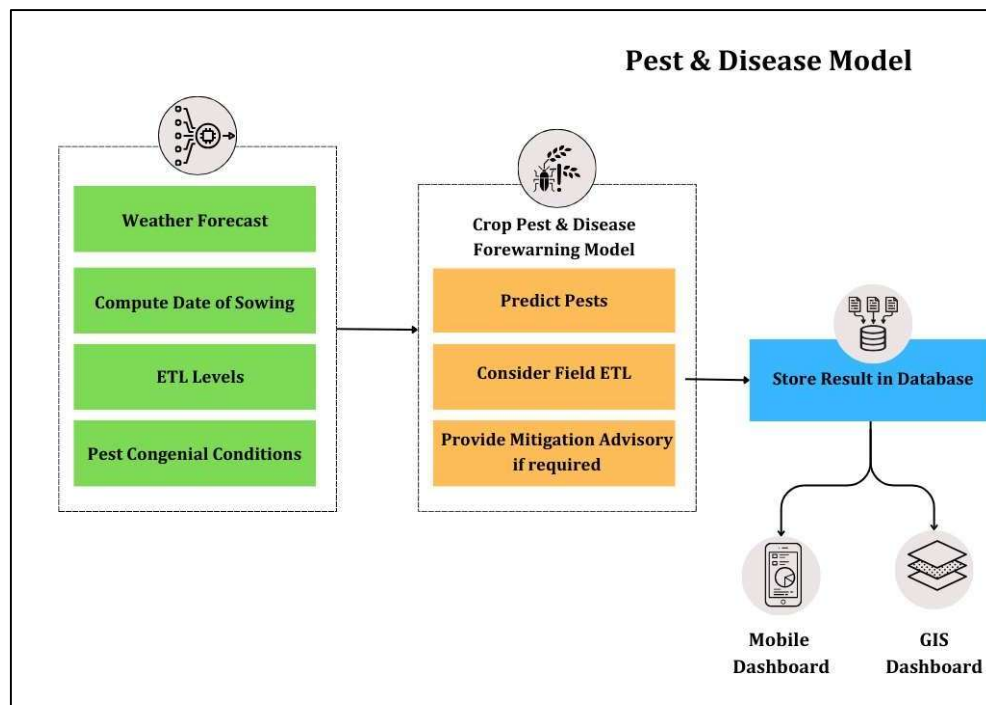 Pest & Disease Model
Weather Forecast
Compute Date of Sowing
ETL Levels
Pest Congenial Conditions
Crop Pest & Disease
Forewarning Model
Predict Pests
Consider Field ETL
Provide Mitigation Advisory
if required
Store Result in Database
Mobile
Dashboard
GIS
Dashboard